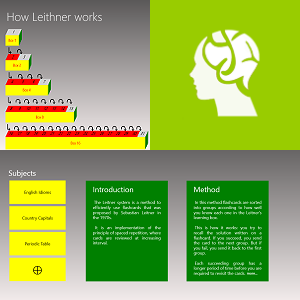 How Leithner works
Box 1
Box 2
Box 4
Box 8
Box 16
Subjects
English Idioms
Country Capitals
Periodic Table
Introduction
The Leitner system is a method to
efficiently use flashcards that was
proposed by Sebastian Leitner in
the 1970s.
It is an implementation of the
principle of spaced repetition, where
cards are reviewed at increasing
interval.
Method
In this method flashcards are sorted
into groups according to how well
you know each one in the Leitner's
learning box.
This is how it works: you try to
recall the solution written on a
flashcard. If you succeed, you send
the card to the next group. But if
you fail, you send it back to the first
group.
Each succeeding group has a
longer period of time before you are
required to revisit the cards.